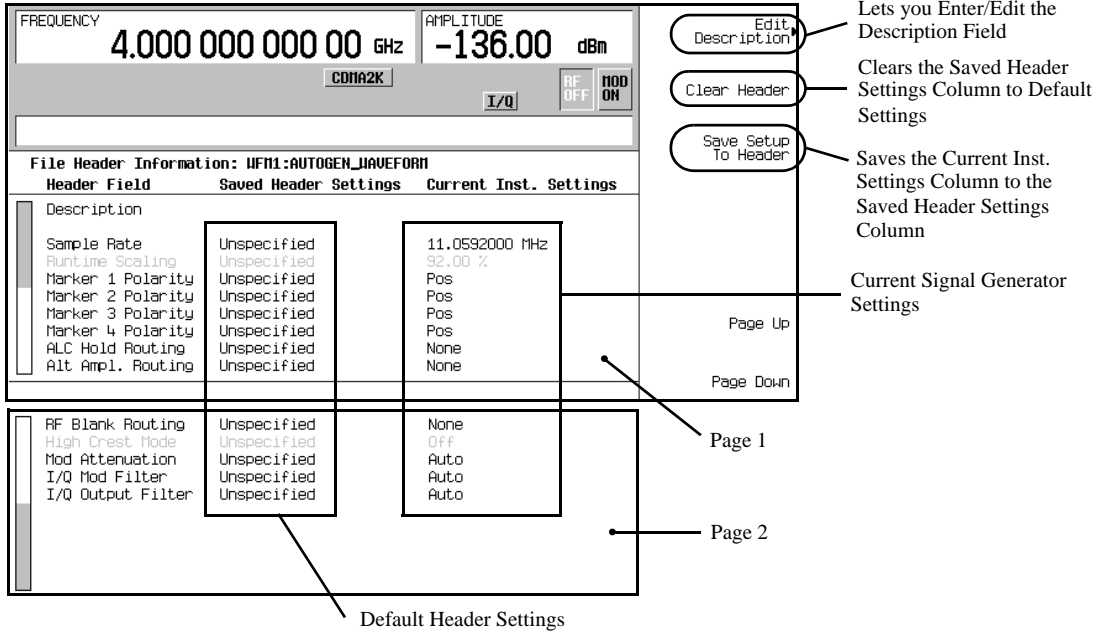 FREQUENCY
4.000 000 000 00 GHz
AMPLITUDE
-136.00 dBm
CDMA2K
I/Q
RF OFF
MOD ON
File Header Information: WFM1:AUTOGEN_WAVEFORM
Header Field Saved Header Settings Current Inst. Settings
Description
Sample Rate Unspecified 11.0592000 MHz
Runtime Scaling Unspecified 92.00 %
Marker 1 Polarity Unspecified Pos
Marker 2 Polarity Unspecified Pos
Marker 3 Polarity Unspecified Pos
Marker 4 Polarity Unspecified Pos
ALC Hold Routing Unspecified None
Alt Ampl. Routing Unspecified None
RF Blank Routing Unspecified None
High Crest Mode Unspecified Off
Mod Attenuation Unspecified Auto
I/Q Mod Filter Unspecified Auto
I/Q Output Filter Unspecified Auto
Edit
Description
Clear Header
Save Setup
To Header
Page Up
Page Down
Lets you Enter/Edit the
Description Field
Clears the Saved Header
Settings Column to Default
Settings
Saves the Current Inst.
Settings Column to the
Saved Header Settings
Column
Current Signal Generator
Settings
Page 1
Page 2
Default Header Settings